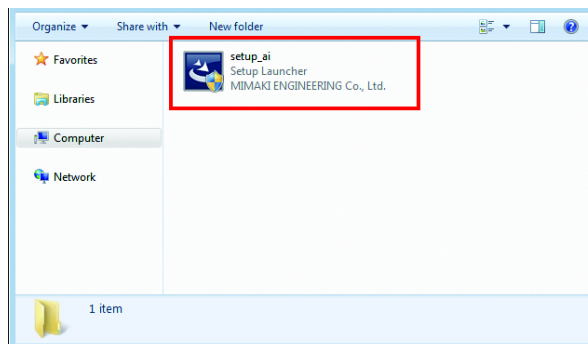 Organize Share with New folder
Favorites
Libraries
Computer
Network
setup_ai
Setup Launcher
MIMAKI ENGINEERING Co., Ltd.
1 item